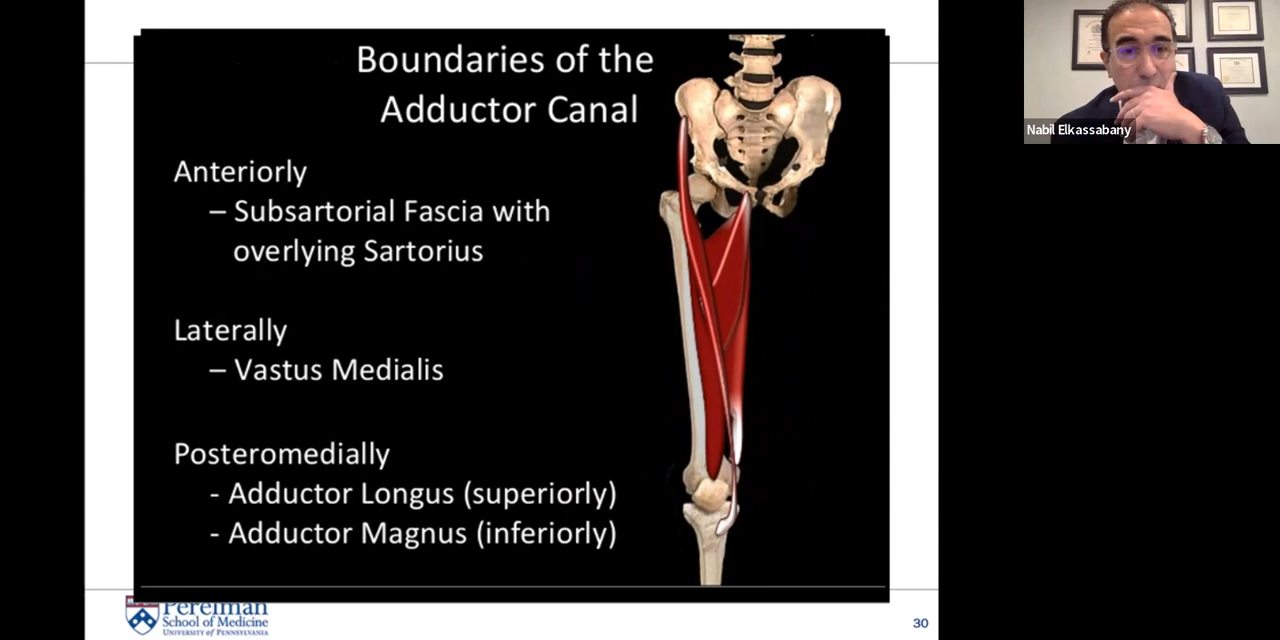 Boundaries of the
Adductor Canal
Anteriorly
– Subsartorial Fascia with
overlying Sartorius
Laterally
– Vastus Medialis
Posteromedially
- Adductor Longus (superiorly)
- Adductor Magnus (inferiorly)
Perelman
School of Medicine
UNIVERSITY of PENNSYLVANIA
30
Nabil Elkassabany